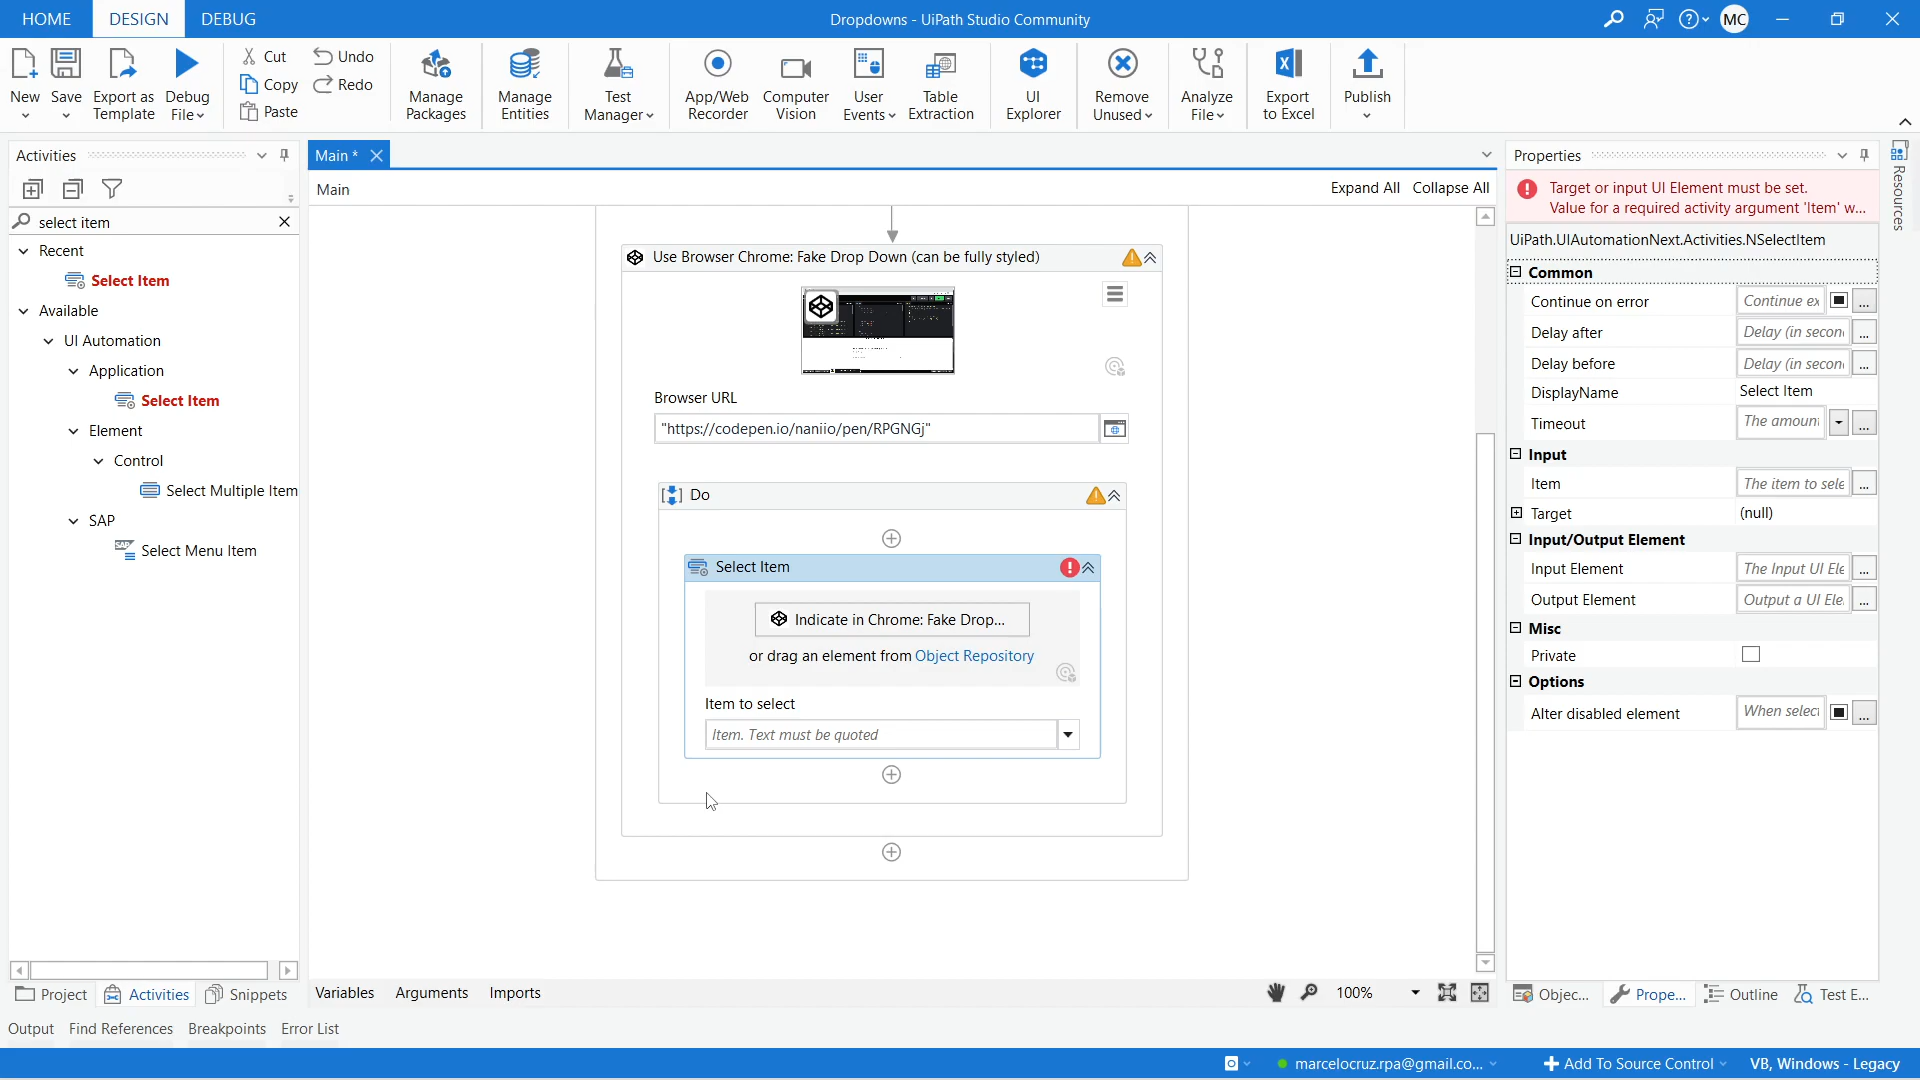 HOME
DESIGN
DEBUG
Dropdowns - UiPath Studio Community
MC
New
Save
Export as
Template
Debug
File
Cut
Copy
Paste
Undo
Redo
Manage
Packages
Manage
Entities
Test
Manager
App/Web
Recorder
Computer
Vision
User
Events
Table
Extraction
UI
Explorer
Remove
Unused
Analyze
File
Export
to Excel
Publish
Activities
select item
Recent
Select Item
Available
UI Automation
Application
Select Item
Element
Control
Select Multiple Item
SAP
Select Menu Item
Main *
Main
Expand All
Collapse All
Use Browser Chrome: Fake Drop Down (can be fully styled)
Browser URL
"https://codepen.io/naniio/pen/RPGNGj"
Do
Select Item
Indicate in Chrome: Fake Drop...
or drag an element from Object Repository
Item to select
Item. Text must be quoted
Properties
Target or input UI Element must be set.
Value for a required activity argument 'Item' w...
UiPath.UIAutomationNext.Activities.NSelectItem
Common
Continue on error
Continue ex
Delay after
Delay (in secon
Delay before
Delay (in secon
DisplayName
Select Item
Timeout
The amount
Input
Item
The item to sele
Target
(null)
Input/Output Element
Input Element
The Input UI Ele
Output Element
Output a UI Ele
Misc
Private
Options
Alter disabled element
When select
Resources
Project
Activities
Snippets
Variables
Arguments
Imports
100%
Objec...
Prope...
Outline
Test E...
Output
Find References
Breakpoints
Error List
marcelocruz.rpa@gmail.co...
Add To Source Control
VB, Windows - Legacy